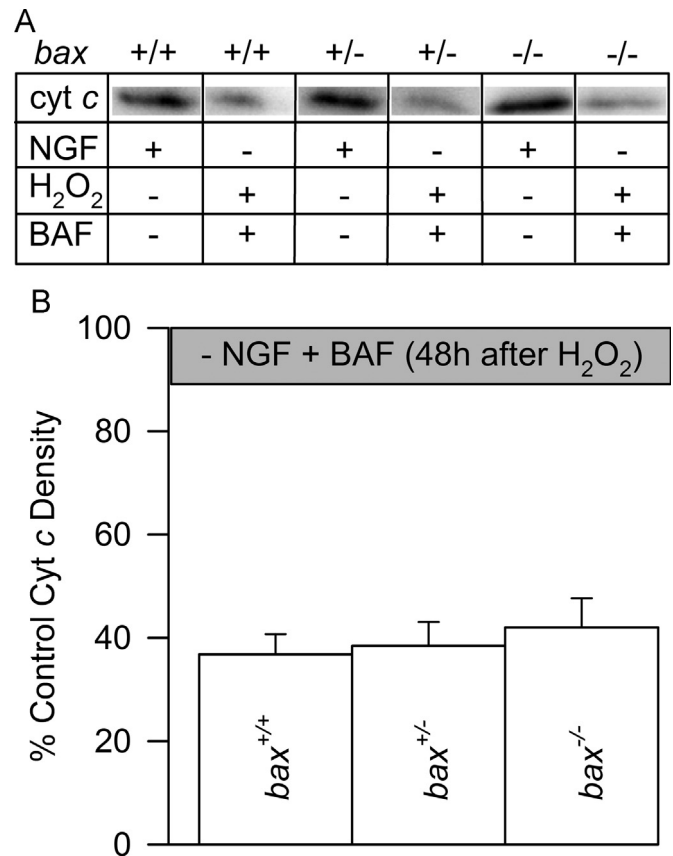 A
bax +/+ +/+ +/- +/- -/- -/-
cyt c
NGF + - + - + -
H₂O₂ - + - + - +
BAF - + - + - +
B
- NGF + BAF (48h after H₂O₂)
% Control Cyt c Density
100
80
60
40
20
0
bax+/+
bax+/-
bax-/-